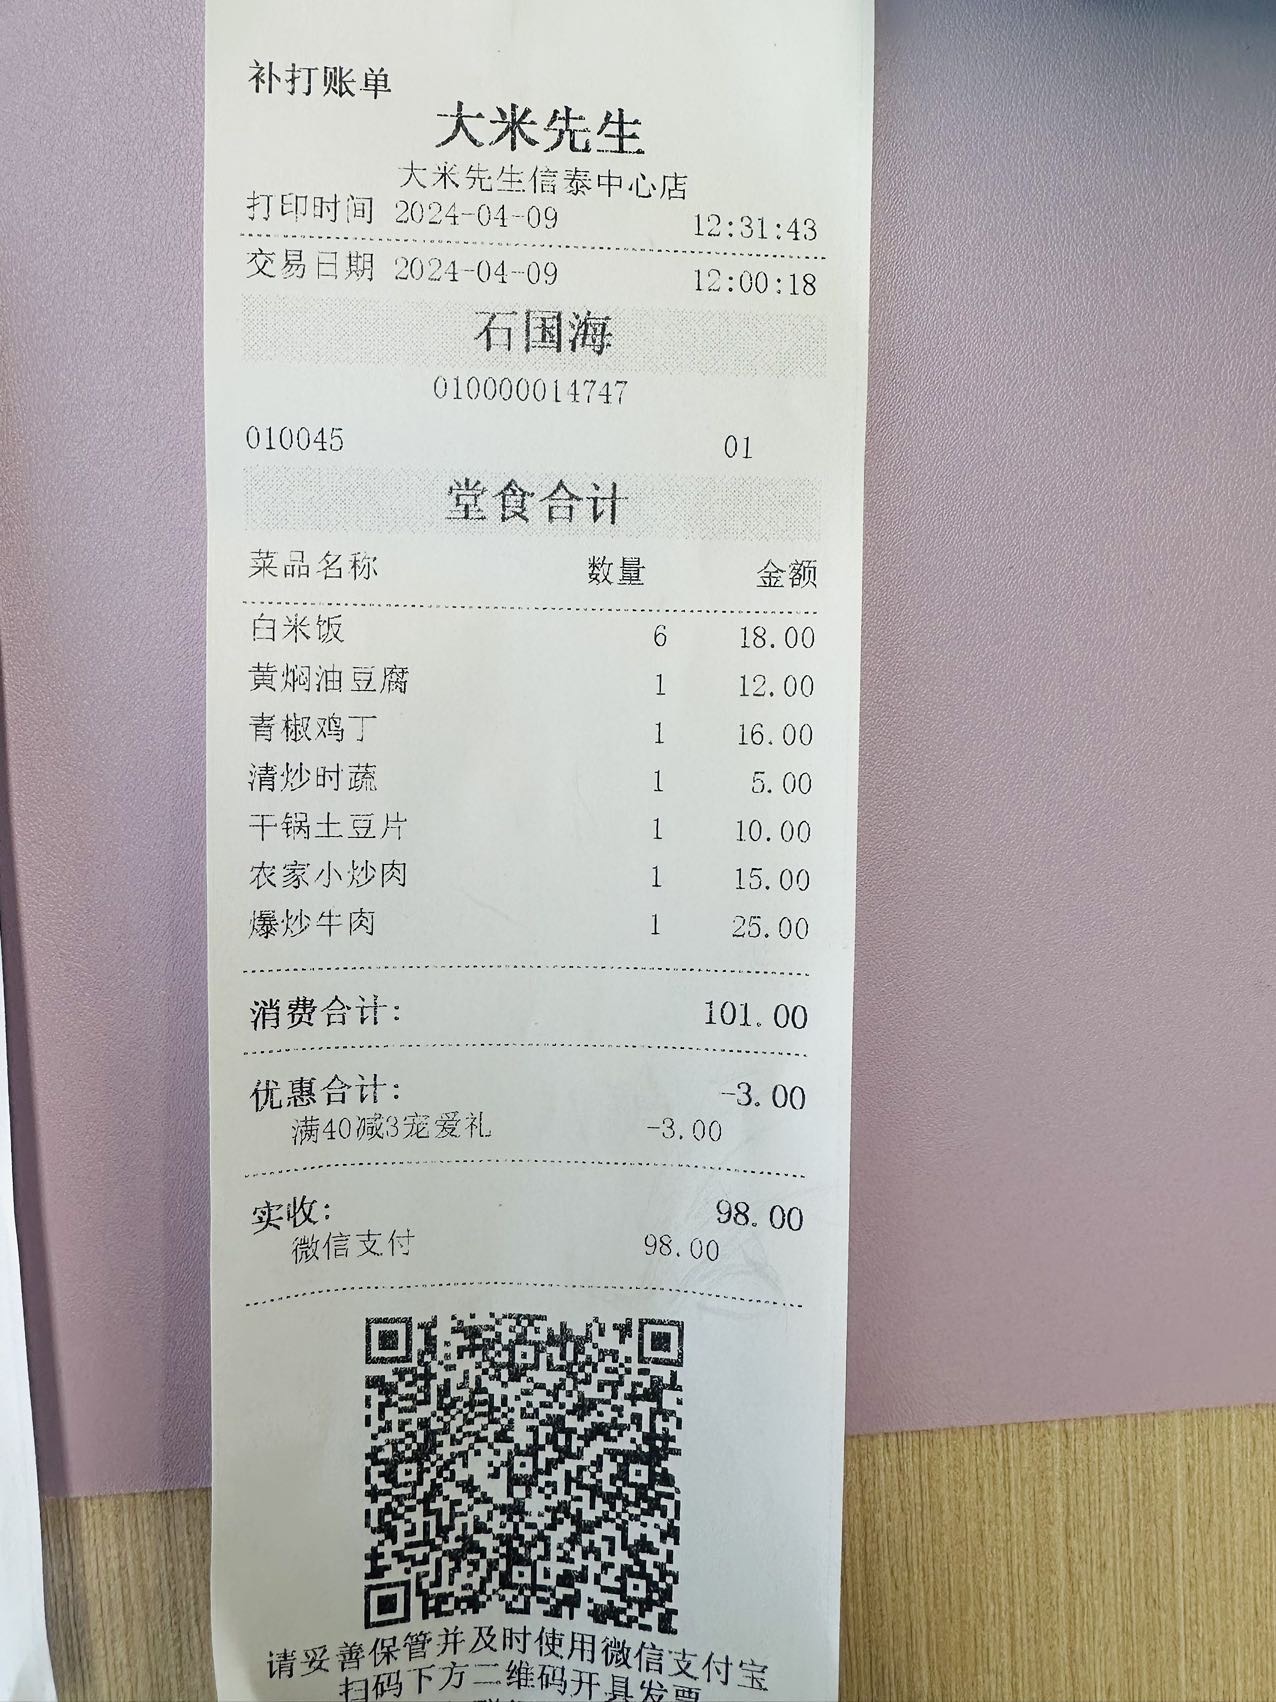 补打账单
大米先生
大米先生信泰中心店
打印时间 2024-04-09 12:31:43
交易日期 2024-04-09 12:00:18
石国海
010000014747
010045 01
堂食合计
菜品名称 数量 金额
白米饭 6 18.00
黄焖油豆腐 1 12.00
青椒鸡丁 1 16.00
清炒时蔬 1 5.00
干锅土豆片 1 10.00
农家小炒肉 1 15.00
爆炒牛肉 1 25.00
消费合计: 101.00
优惠合计: -3.00
满40减3宠爱礼 -3.00
实收: 98.00
微信支付 98.00
请妥善保管并及时使用微信支付宝
扫码下方二维码开具发票